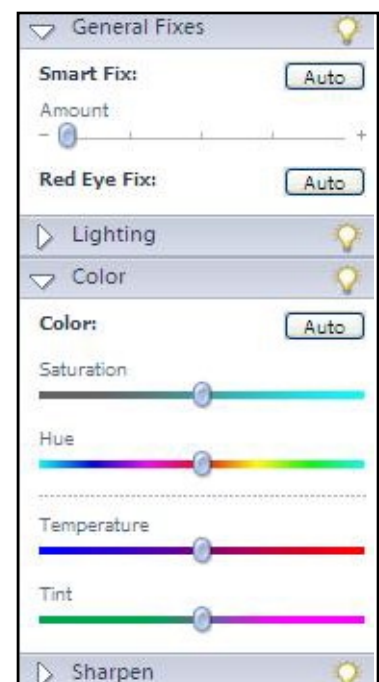 General Fixes
Smart Fix: Auto
Amount
- +
Red Eye Fix: Auto
Lighting
Color
Color: Auto
Saturation
Hue
Temperature
Tint
Sharpen